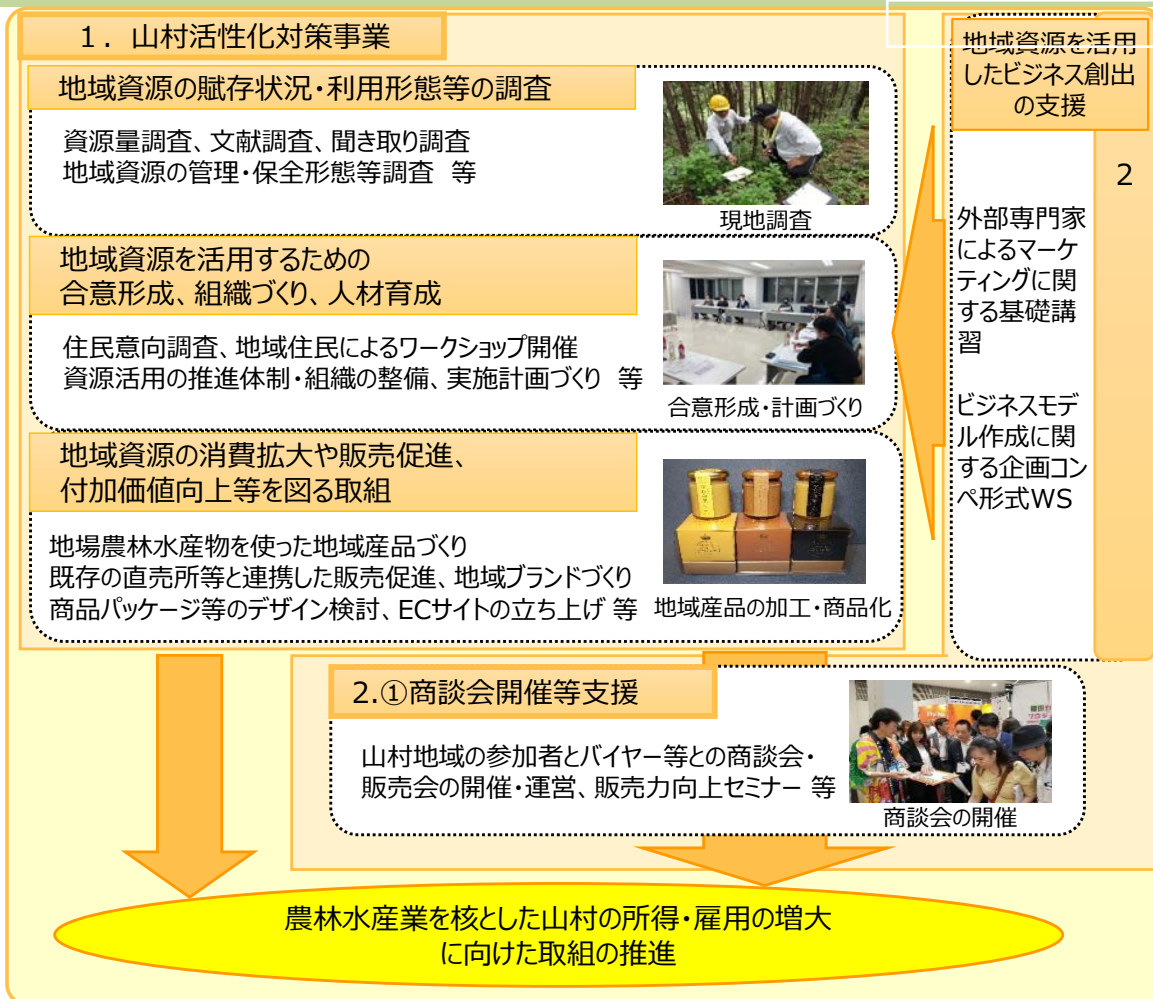 1．山村活性化対策事業
地域資源の賦存状況・利用形態等の調査
資源量調査、文献調査、聞き取り調査
地域資源の管理・保全形態等調査 等
現地調査
地域資源を活用するための
合意形成、組織づくり、人材育成
住民意向調査、地域住民によるワークショップ開催
資源活用の推進体制・組織の整備、実施計画づくり 等
合意形成・計画づくり
地域資源の消費拡大や販売促進、
付加価値向上等を図る取組
地場農林水産物を使った地域産品づくり
既存の直売所等と連携した販売促進、地域ブランドづくり
商品パッケージ等のデザイン検討、ECサイトの立ち上げ 等
地域産品の加工・商品化
地域資源を活用
したビジネス創出
の支援
2
外部専門家
によるマーケ
ティングに関
する基礎講
習
ビジネスモデ
ル作成に関
する企画コン
ペ形式WS
2.①商談会開催等支援
山村地域の参加者とバイヤー等との商談会・
販売会の開催・運営、販売力向上セミナー 等
商談会の開催
農林水産業を核とした山村の所得・雇用の増大
に向けた取組の推進